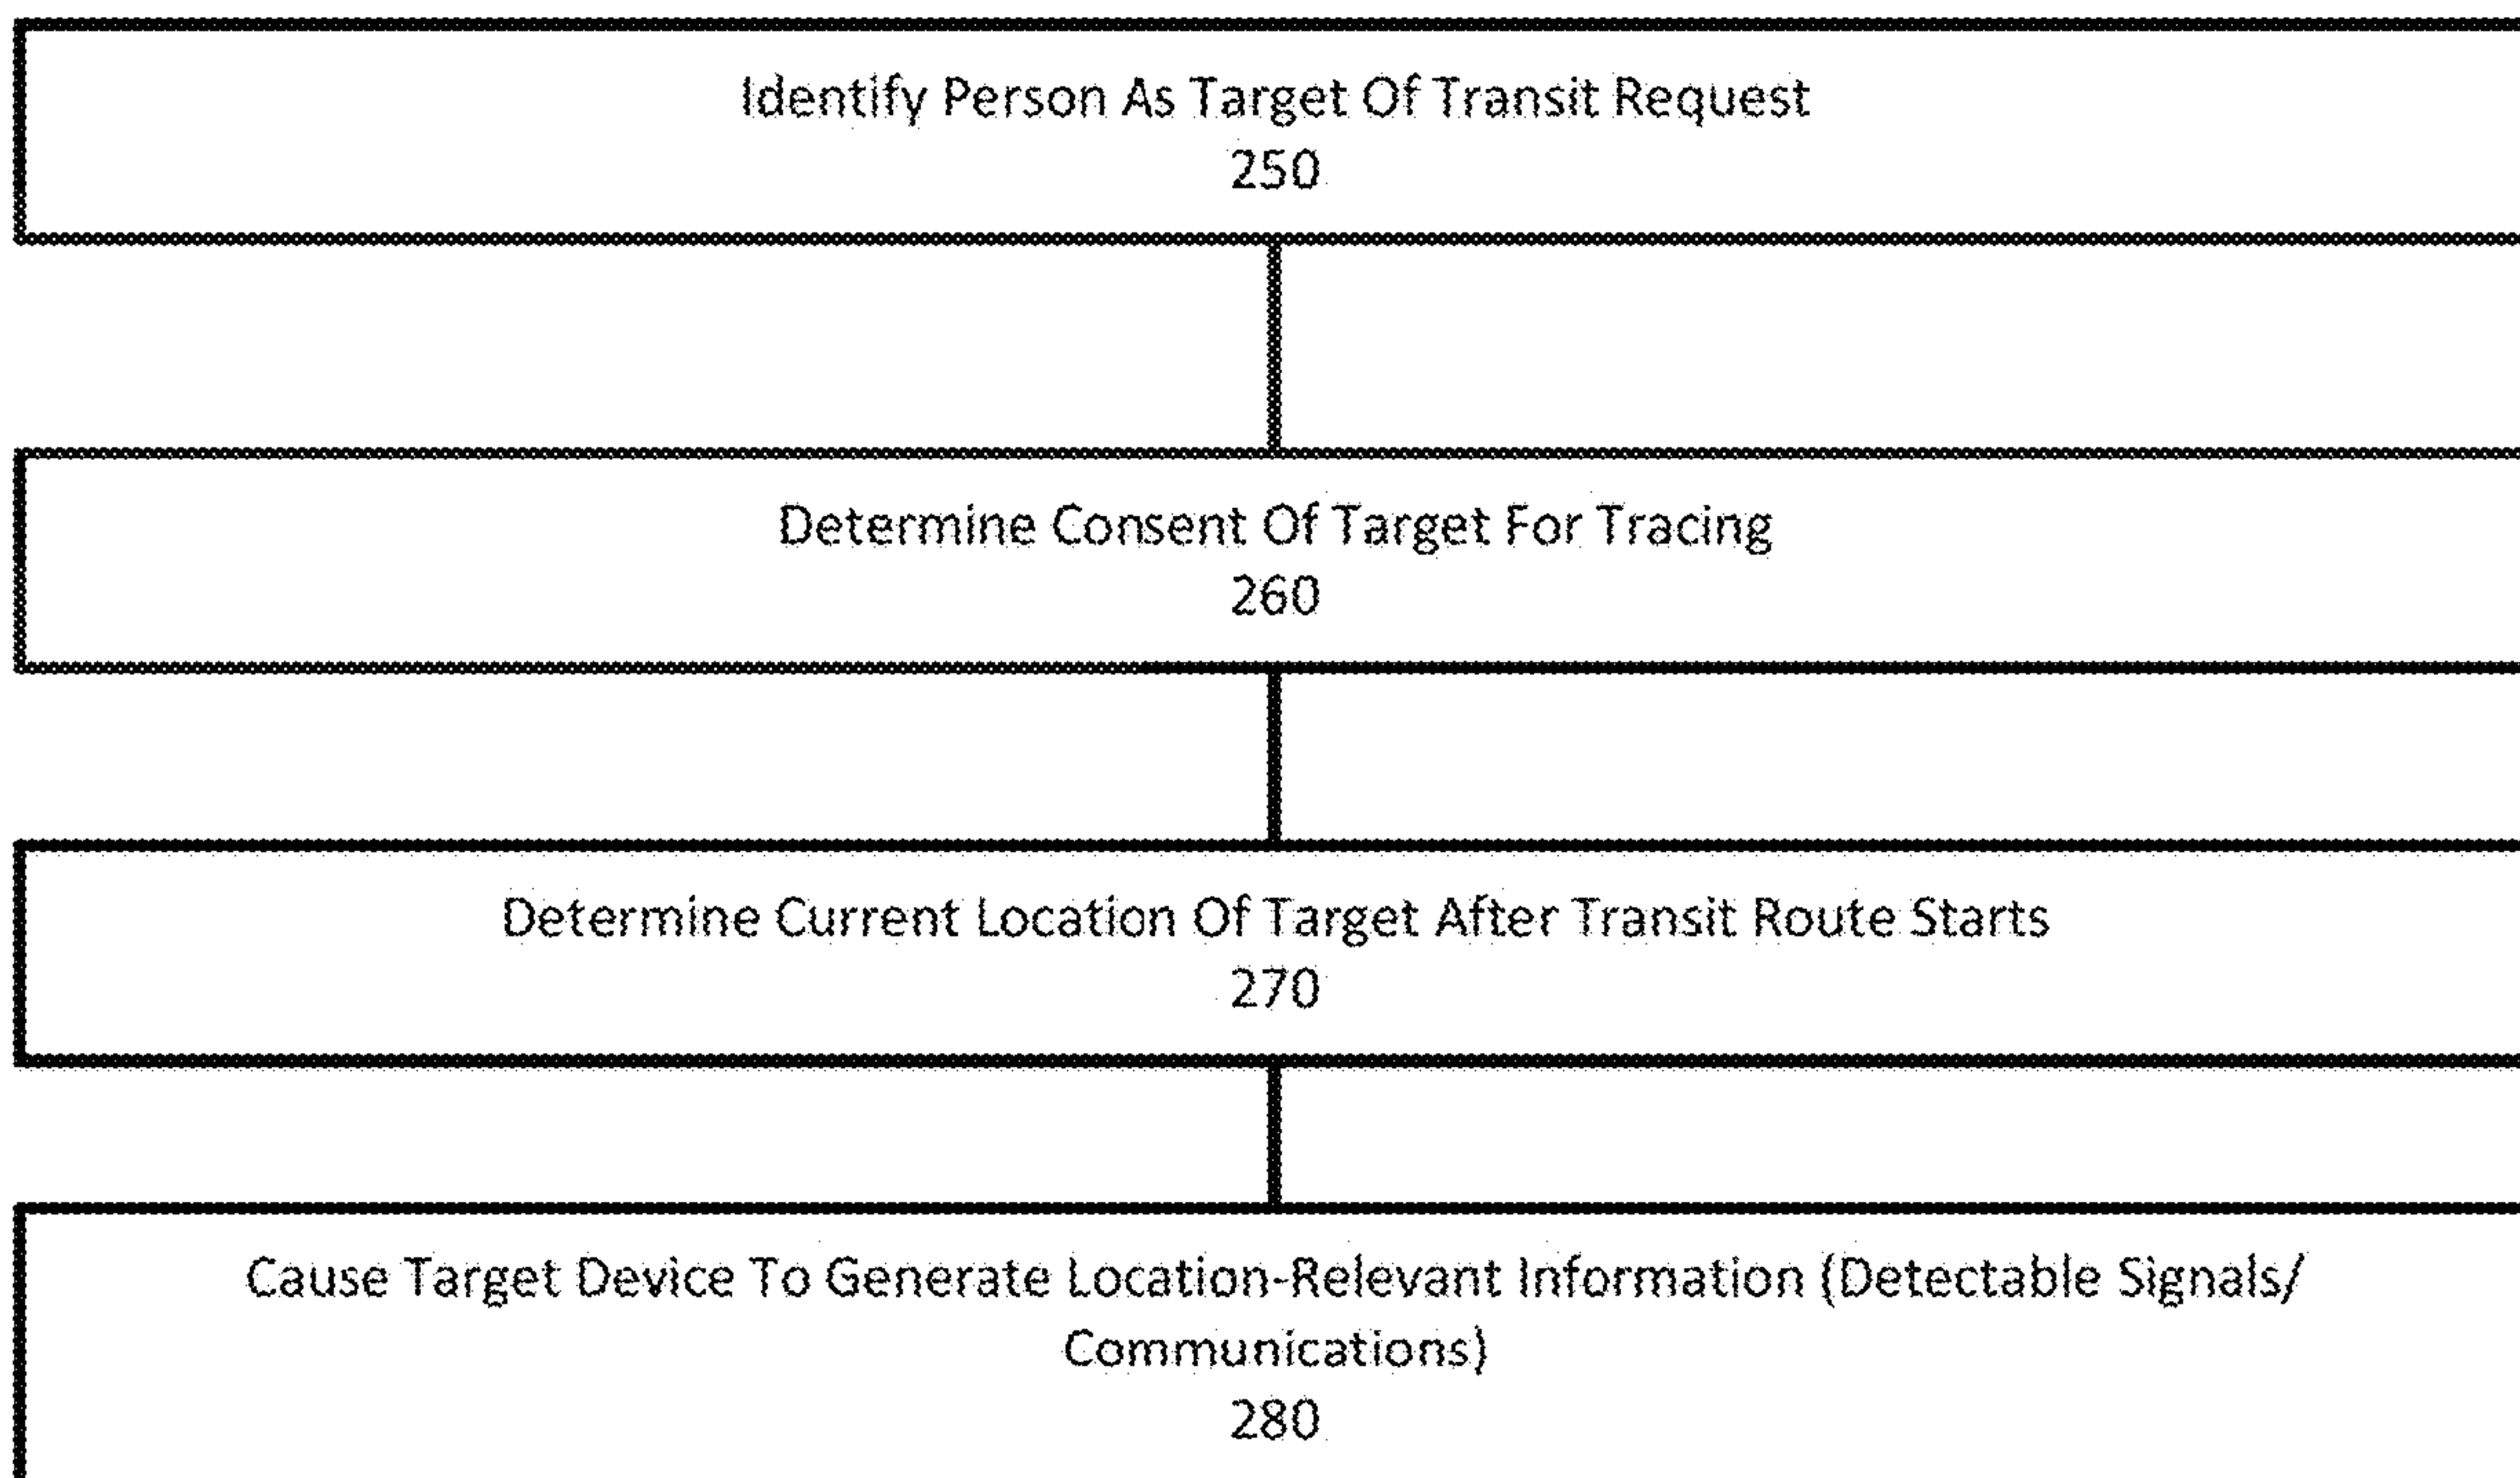 Identify Person As Target Of Transit Request
250
Determine Consent Of Target For Tracing
260
Determine Current Location Of Target After Transit Route Starts
270
Cause Target Device To Generate Location-Relevant Information (Detectable Signals/
Communications)
280